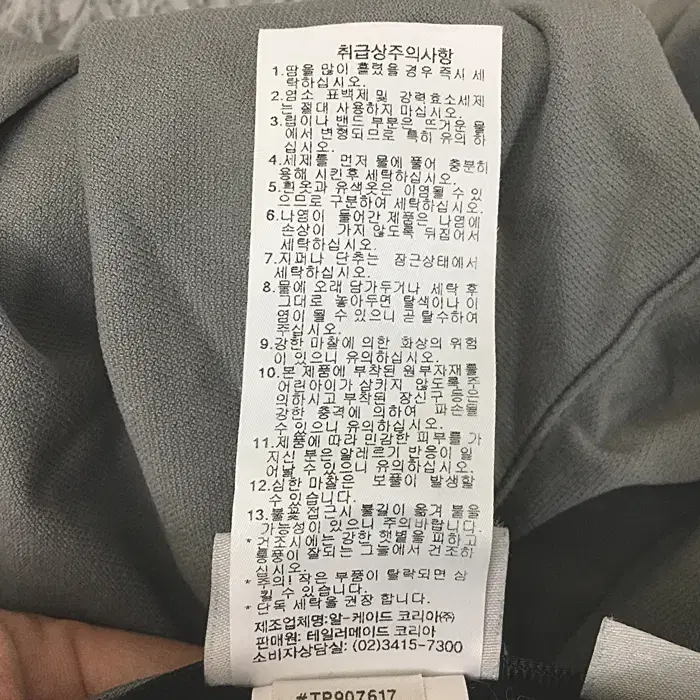 취급상주의사항
1.땀을 많이 흘렸을 경우 즉시 세
탁하십시오.
2.염소 표백제 및 강력효소세제
는 절대 사용하지 마십시오.
3.립이나 밴드 부분은 뜨거운 물
에서 변형되므로 특히 유의 하
십시오.
4.세제를 먼저 물에 풀어 충분히
용해 시킨후 세탁하십시오.
5.흰옷과 유색옷은 이염될 수 있
으므로 구분하여 세탁하십시오.
6.나염이 들어간 제품은 나염에
손상이 가지 않도록 뒤집어서
세탁하십시오.
7.지퍼나 단추는 잠근상태에서
세탁하십시오.
8.물에 오래 담가두거나 세탁 후
그대로 놓아두면 탈색이나 이
염이 될 수 있으니 곧 탈수하여
주십시오.
9.강한 마찰에 의한 화상의 위험
이 있으니 유의하십시오.
10.본 제품에 부착된 원부자재를
어린아이가 삼키지 않도록 주
의하시고 부착된 장신구 등은
강한 충격에 의하여 파손될
수 있으니 유의하십시오.
11.제품에 따라 민감한 피부를 가
지신 분은 알레르기 반응이 일
어날 수 있으니 유의하십시오.
12.심한 마찰은 보풀이 발생할
수 있습니다.
13.불꽃 접근시 불길이 옮겨 붙을
가능성이 있으니 주의바랍니다.
*건조시에는 강한 햇볕을 피하고
통풍이 잘되는 그늘에서 건조하
십시오.
*주의! 작은 부품이 탈락되면 삼
킬 수 있습니다.
*단독 세탁을 권장 합니다.
제조업체명:알-케이드 코리아㈜
판매원: 테일러메이드 코리아
소비자상담실: (02)3415-7300
#TP907617